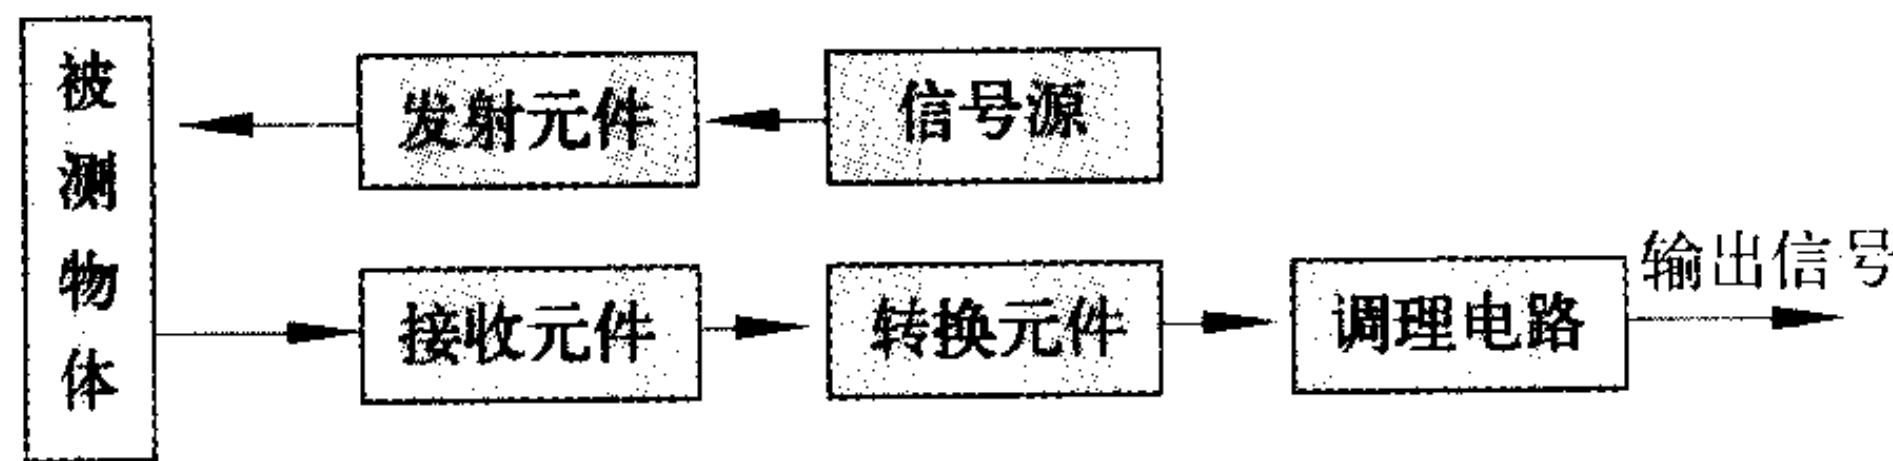 被测物体
发射元件
信号源
接收元件
转换元件
调理电路
输出信号